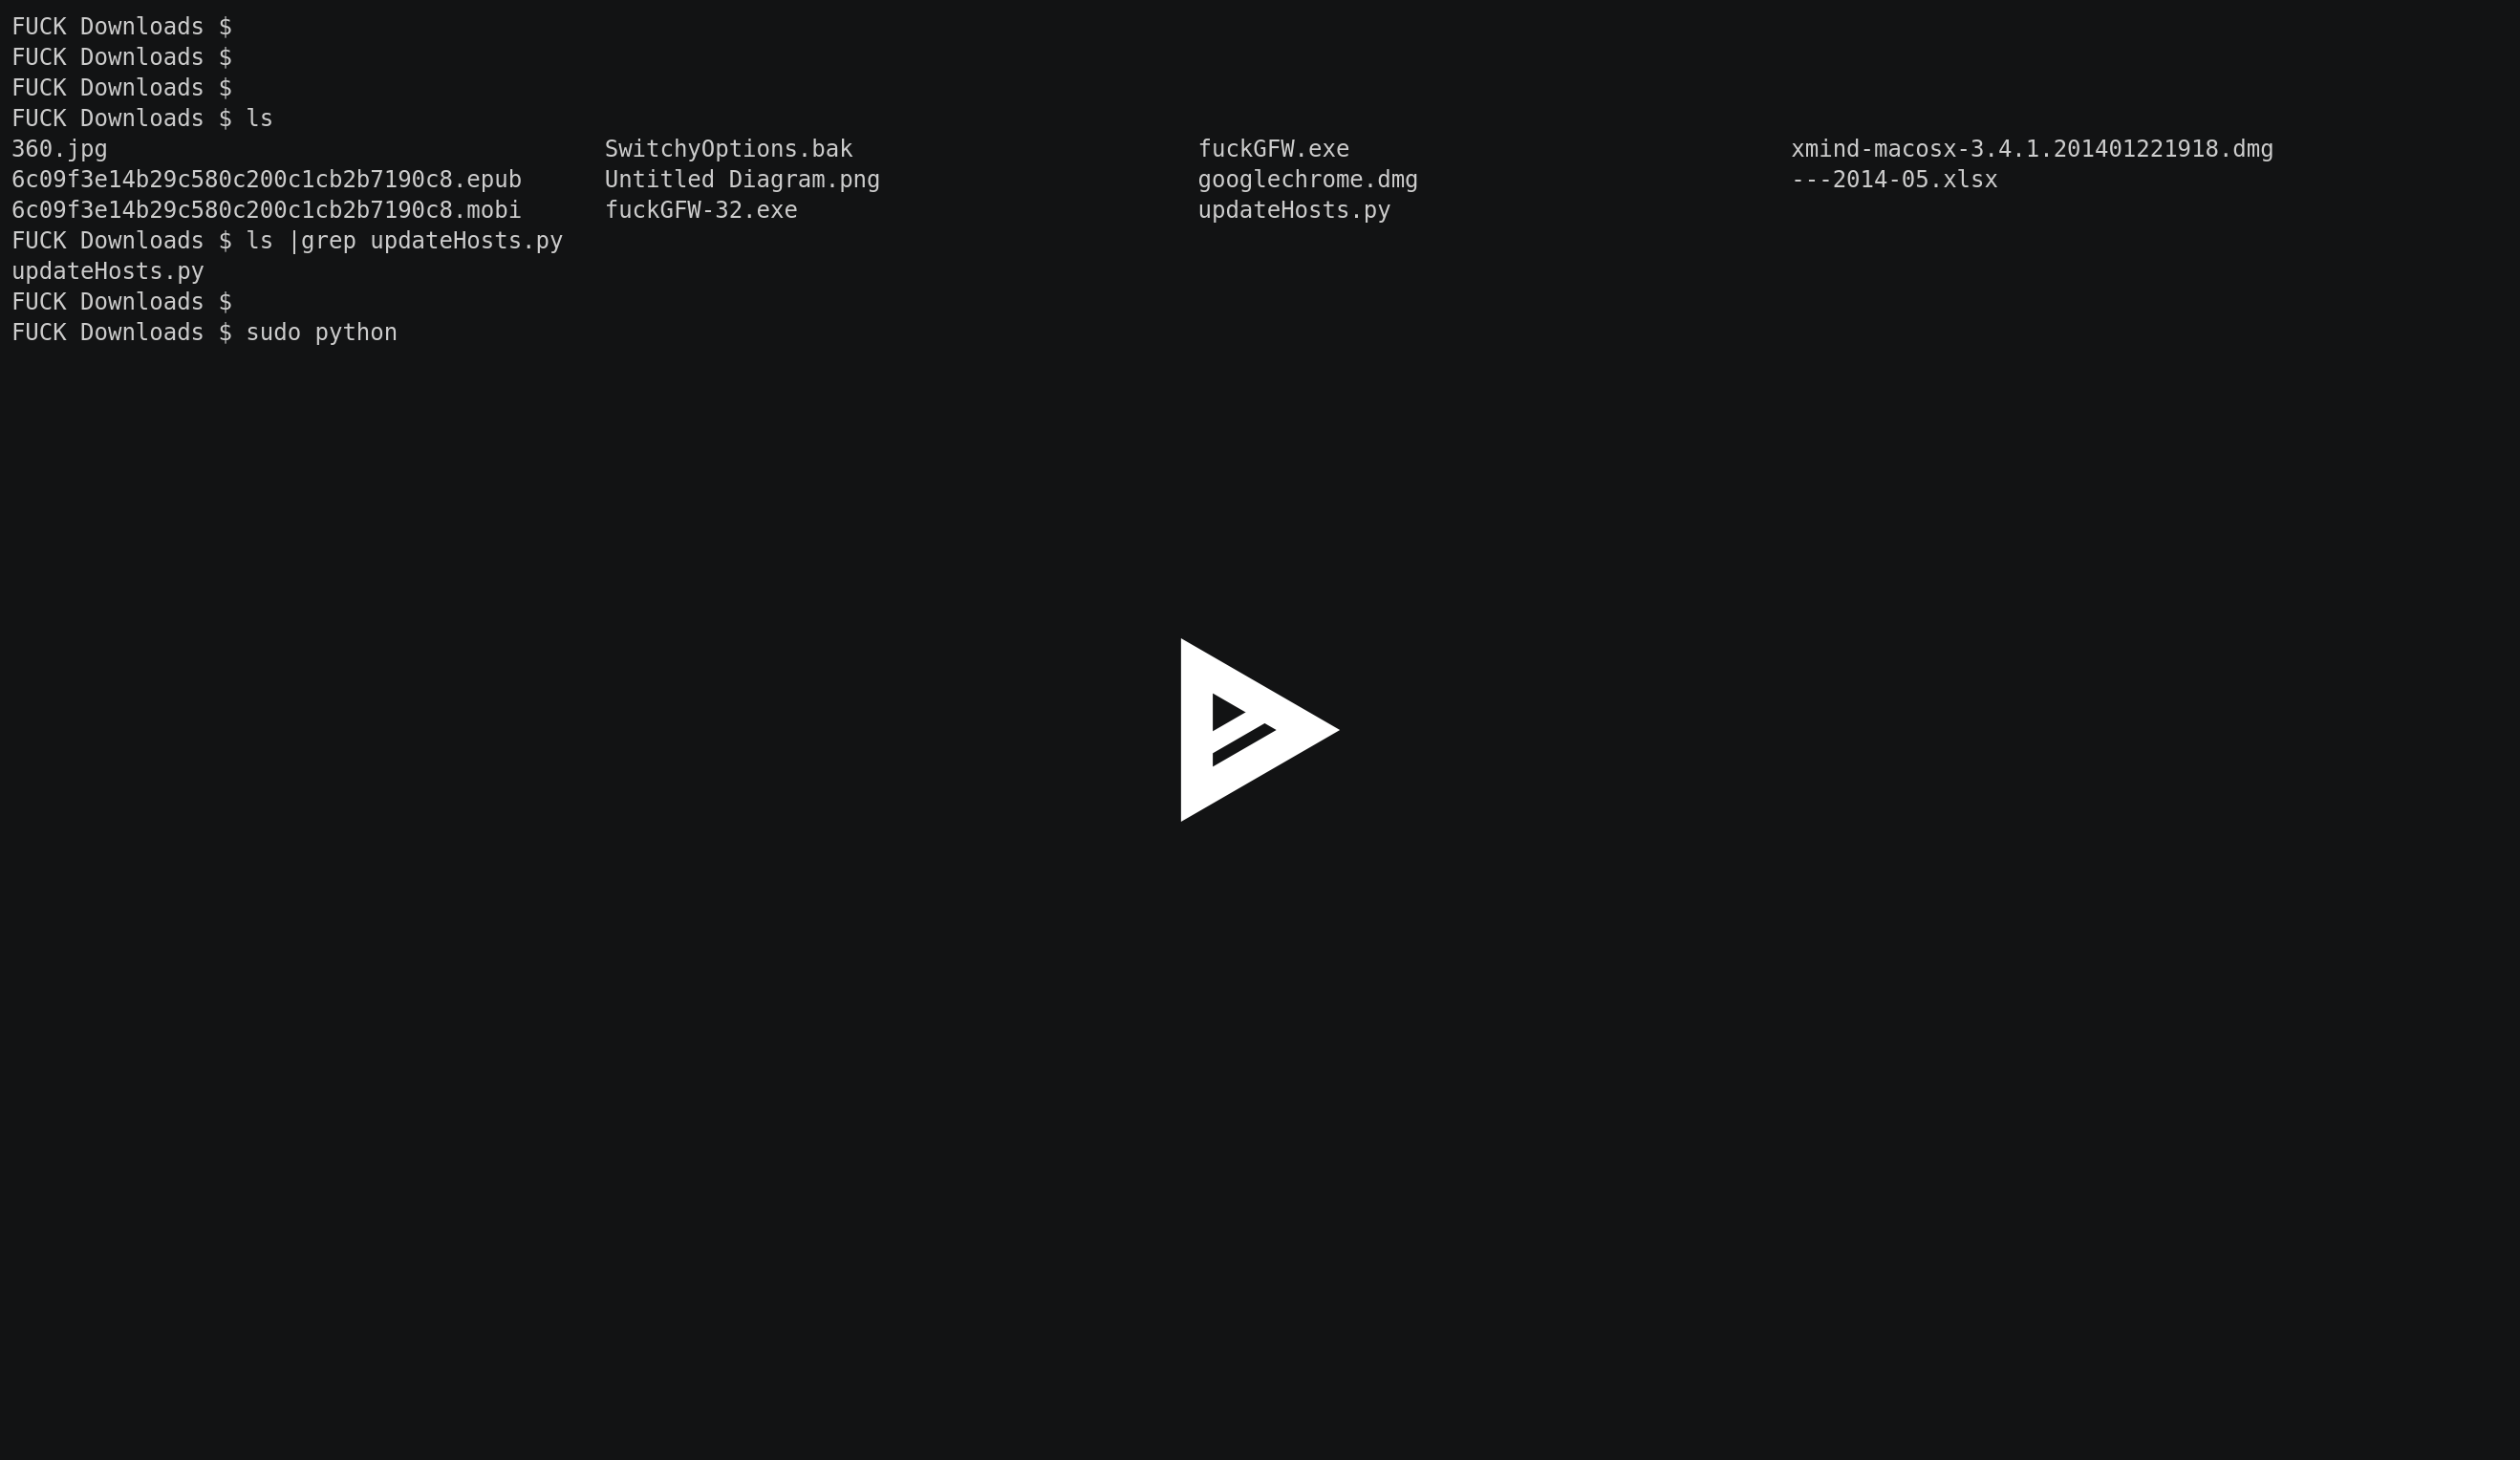 FUCK Downloads $
FUCK Downloads $
FUCK Downloads $
FUCK Downloads $ ls
360.jpg SwitchyOptions.bak fuckGFW.exe xmind-macosx-3.4.1.201401221918.dmg
6c09f3e14b29c580c200c1cb2b7190c8.epub Untitled Diagram.png googlechrome.dmg ---2014-05.xlsx
6c09f3e14b29c580c200c1cb2b7190c8.mobi fuckGFW-32.exe updateHosts.py
FUCK Downloads $ ls |grep updateHosts.py
updateHosts.py
FUCK Downloads $
FUCK Downloads $ sudo python